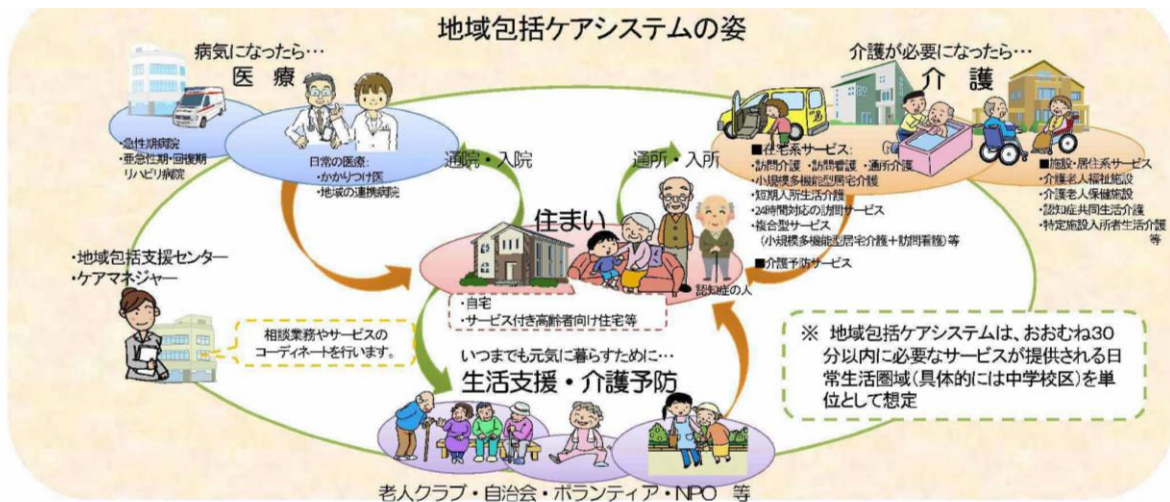 地域包括ケアシステムの姿
病気になったら…
医 療
・急性期病院
・亜急性期・回復期
リハビリ病院
日常の医療:
・かかりつけ医
・地域の連携病院
通院・入院
通所・入所
介護が必要になったら…
介 護
■在宅系サービス:
・訪問介護 ・訪問看護 ・通所介護
・小規模多機能型居宅介護
・短期入所生活介護
・24時間対応の訪問サービス
・複合型サービス
(小規模多機能型居宅介護+訪問看護)等
■介護予防サービス
■施設・居住系サービス
・介護老人福祉施設
・介護老人保健施設
・認知症共同生活介護
・特定施設入所者生活介護
等
住まい
認知症の人
・自宅
・サービス付き高齢者向け住宅等
・地域包括支援センター
・ケアマネジャー
相談業務やサービスの
コーディネートを行います。
いつまでも元気に暮らすために…
生活支援・介護予防
老人クラブ・自治会・ボランティア・NPO 等
※ 地域包括ケアシステムは、おおむね30
分以内に必要なサービスが提供される日
常生活圏域(具体的には中学校区)を単
位として想定